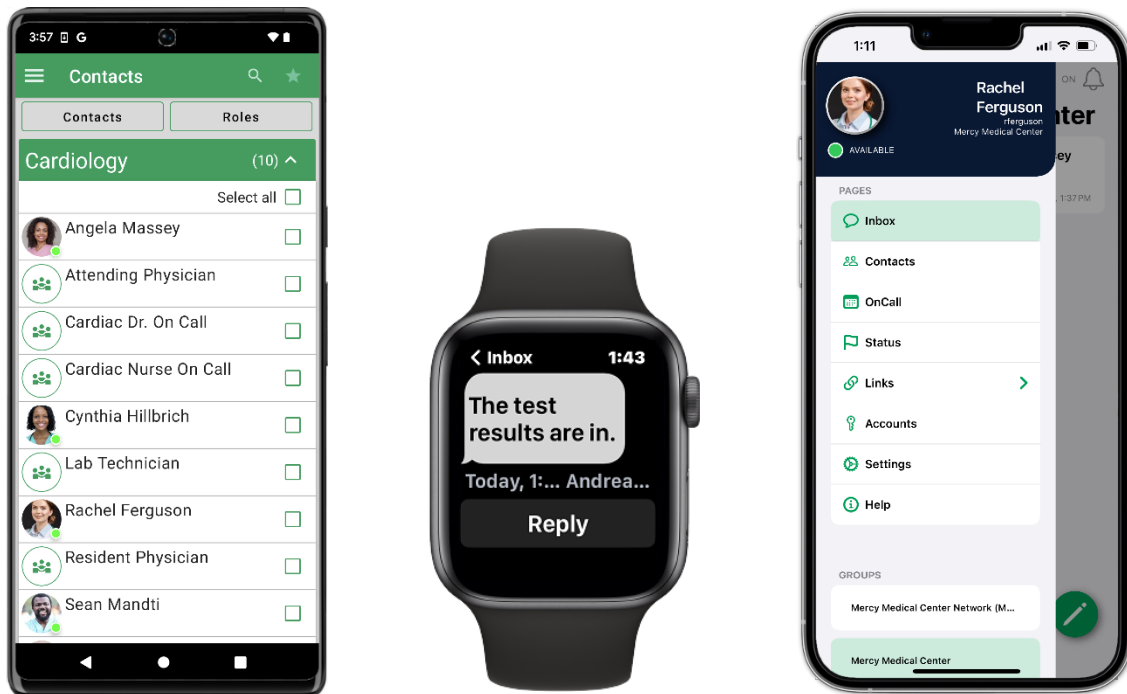 3:57 G
Contacts
Contacts Roles
Cardiology (10)
Select all
Angela Massey
Attending Physician
Cardiac Dr. On Call
Cardiac Nurse On Call
Cynthia Hillbrich
Lab Technician
Rachel Ferguson
Resident Physician
Sean Mandti
Inbox 1:43
The test
results are in.
Today, 1:... Andrea...
Reply
1:11
Rachel
Ferguson
rferguson
Mercy Medical Center
AVAILABLE
ON
nter
ey
1:37 PM
PAGES
Inbox
Contacts
OnCall
Status
Links
Accounts
Settings
Help
GROUPS
Mercy Medical Center Network (M...
Mercy Medical Center